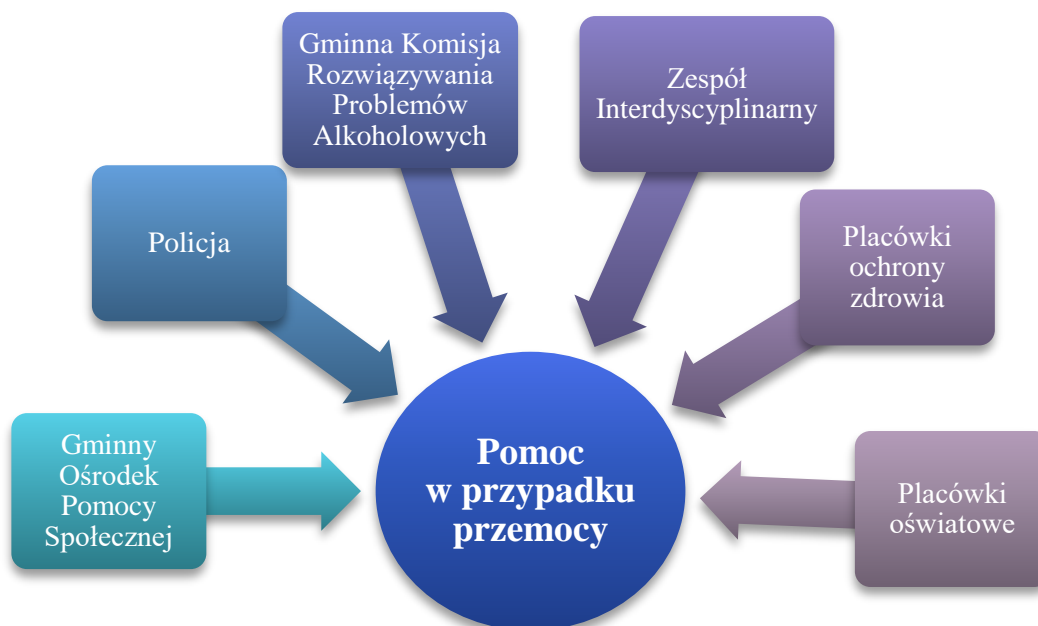 Gminna Komisja
Rozwiązywania
Problemów
Alkoholowych
Zespół
Interdyscyplinarny
Policja
Placówki
ochrony
zdrowia
Gminny
Ośrodek
Pomocy
Społecznej
Pomoc
w przypadku
przemocy
Placówki
oświatowe